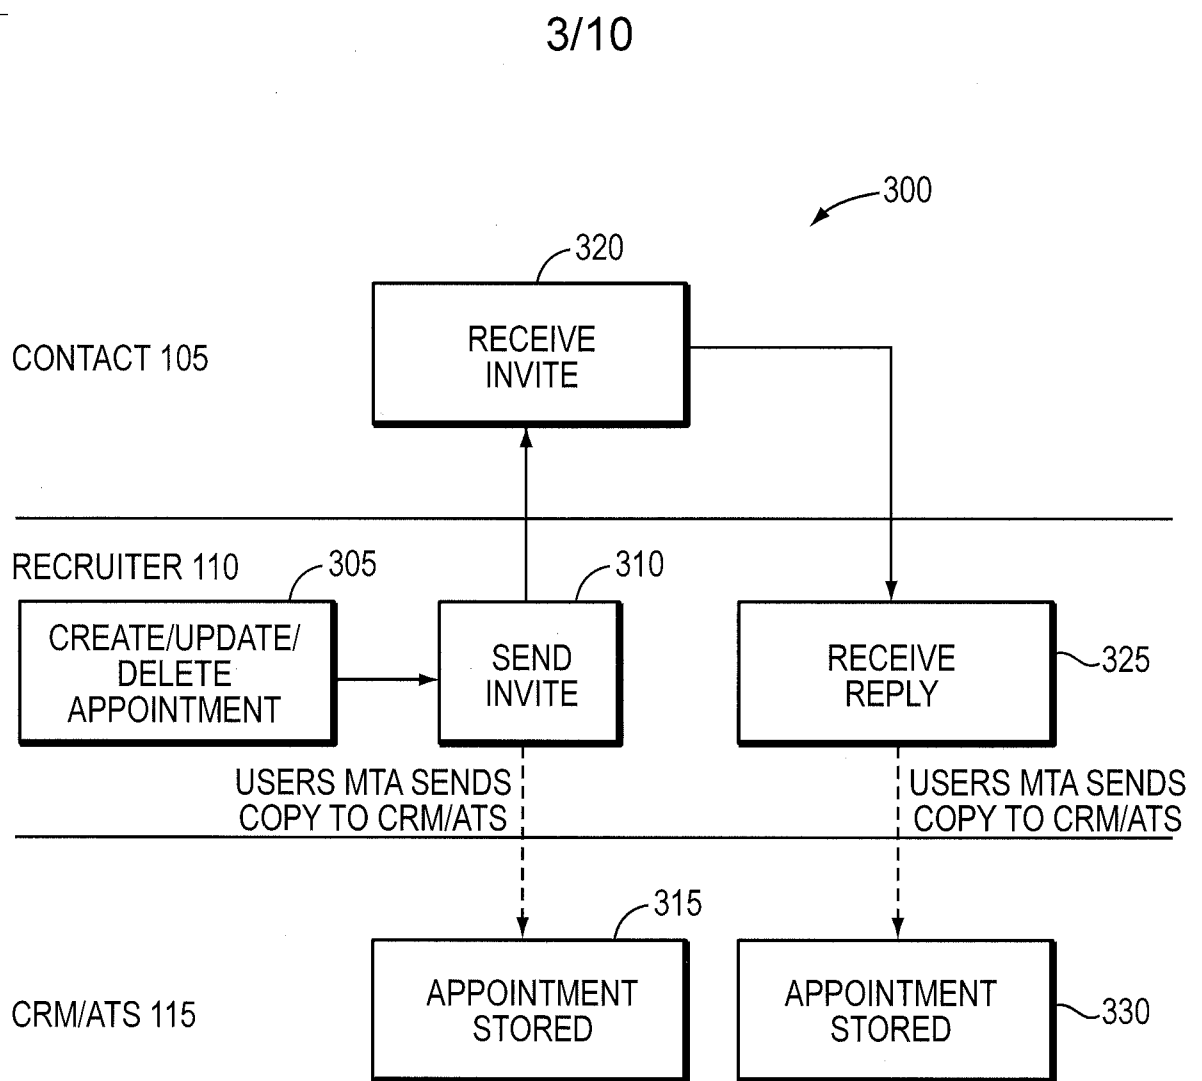 3/10
300
320
RECEIVE
INVITE
CONTACT 105
RECRUITER 110
305
310
CREATE/UPDATE/
DELETE
APPOINTMENT
SEND
INVITE
RECEIVE
REPLY
325
USERS MTA SENDS
COPY TO CRM/ATS
USERS MTA SENDS
COPY TO CRM/ATS
315
CRM/ATS 115
APPOINTMENT
STORED
APPOINTMENT
STORED
330